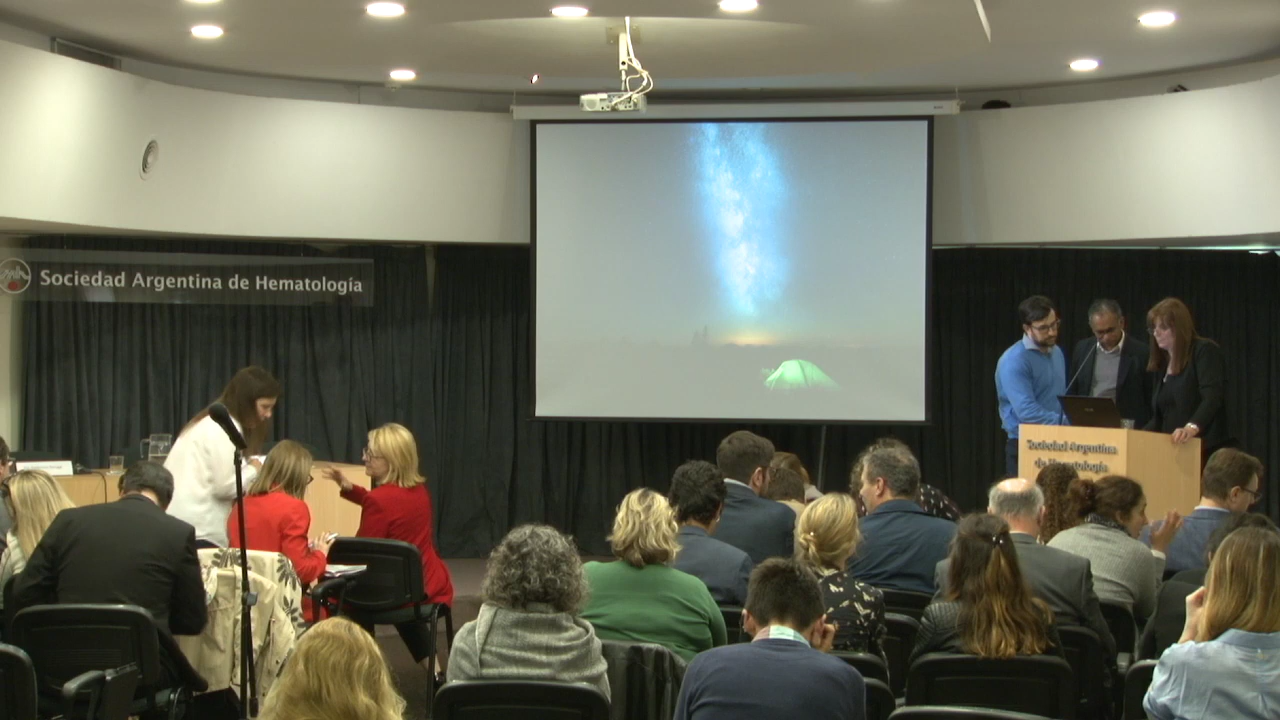 Sociedad Argentina de Hematología
Sociedad Argentina
de Hematología